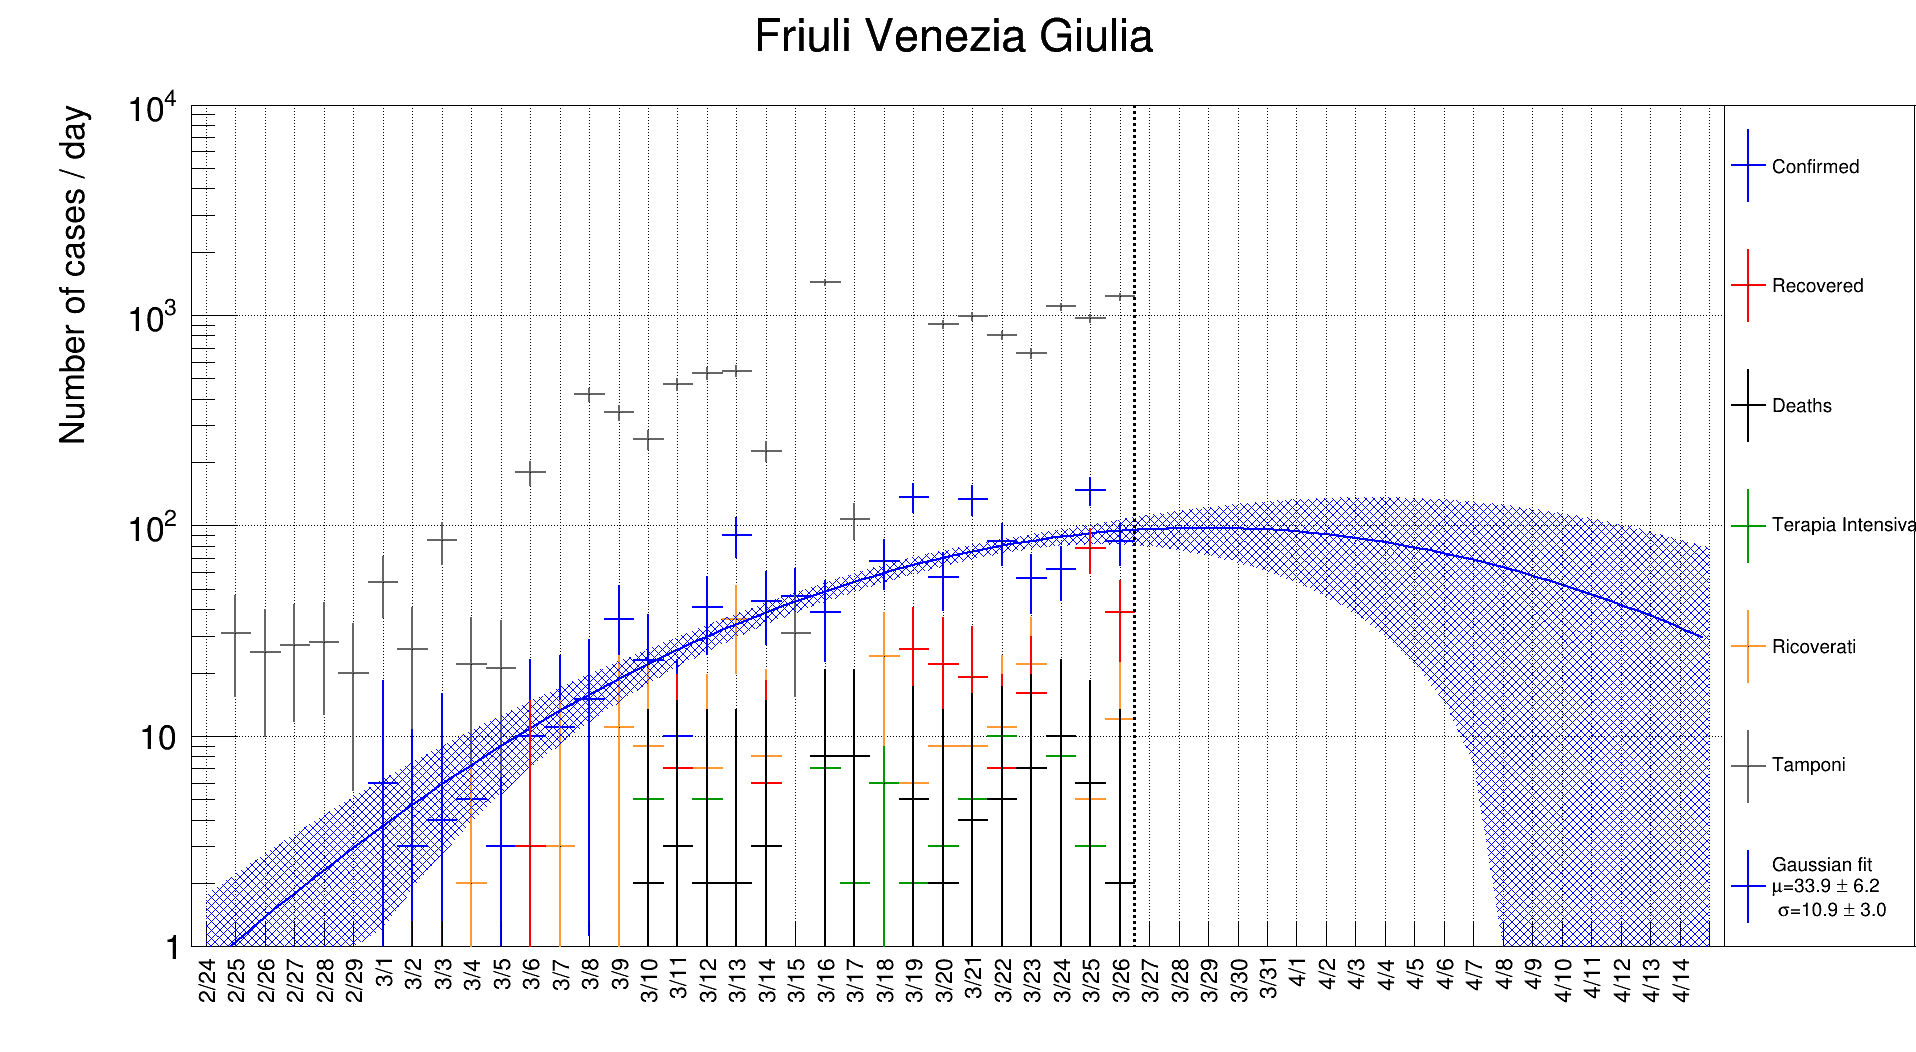 Friuli Venezia Giulia
Number of cases / day
10^4
10^3
10^2
10
1
2/24 2/25 2/26 2/27 2/28 2/29 3/1 3/2 3/3 3/4 3/5 3/6 3/7 3/8 3/9 3/10 3/11 3/12 3/13 3/14 3/15 3/16 3/17 3/18 3/19 3/20 3/21 3/22 3/23 3/24 3/25 3/26 3/27 3/28 3/29 3/30 3/31 4/1 4/2 4/3 4/4 4/5 4/6 4/7 4/8 4/9 4/10 4/11 4/12 4/13 4/14
Confirmed
Recovered
Deaths
Terapia Intensiva
Ricoverati
Tamponi
Gaussian fit
μ=33.9 ± 6.2
σ=10.9 ± 3.0